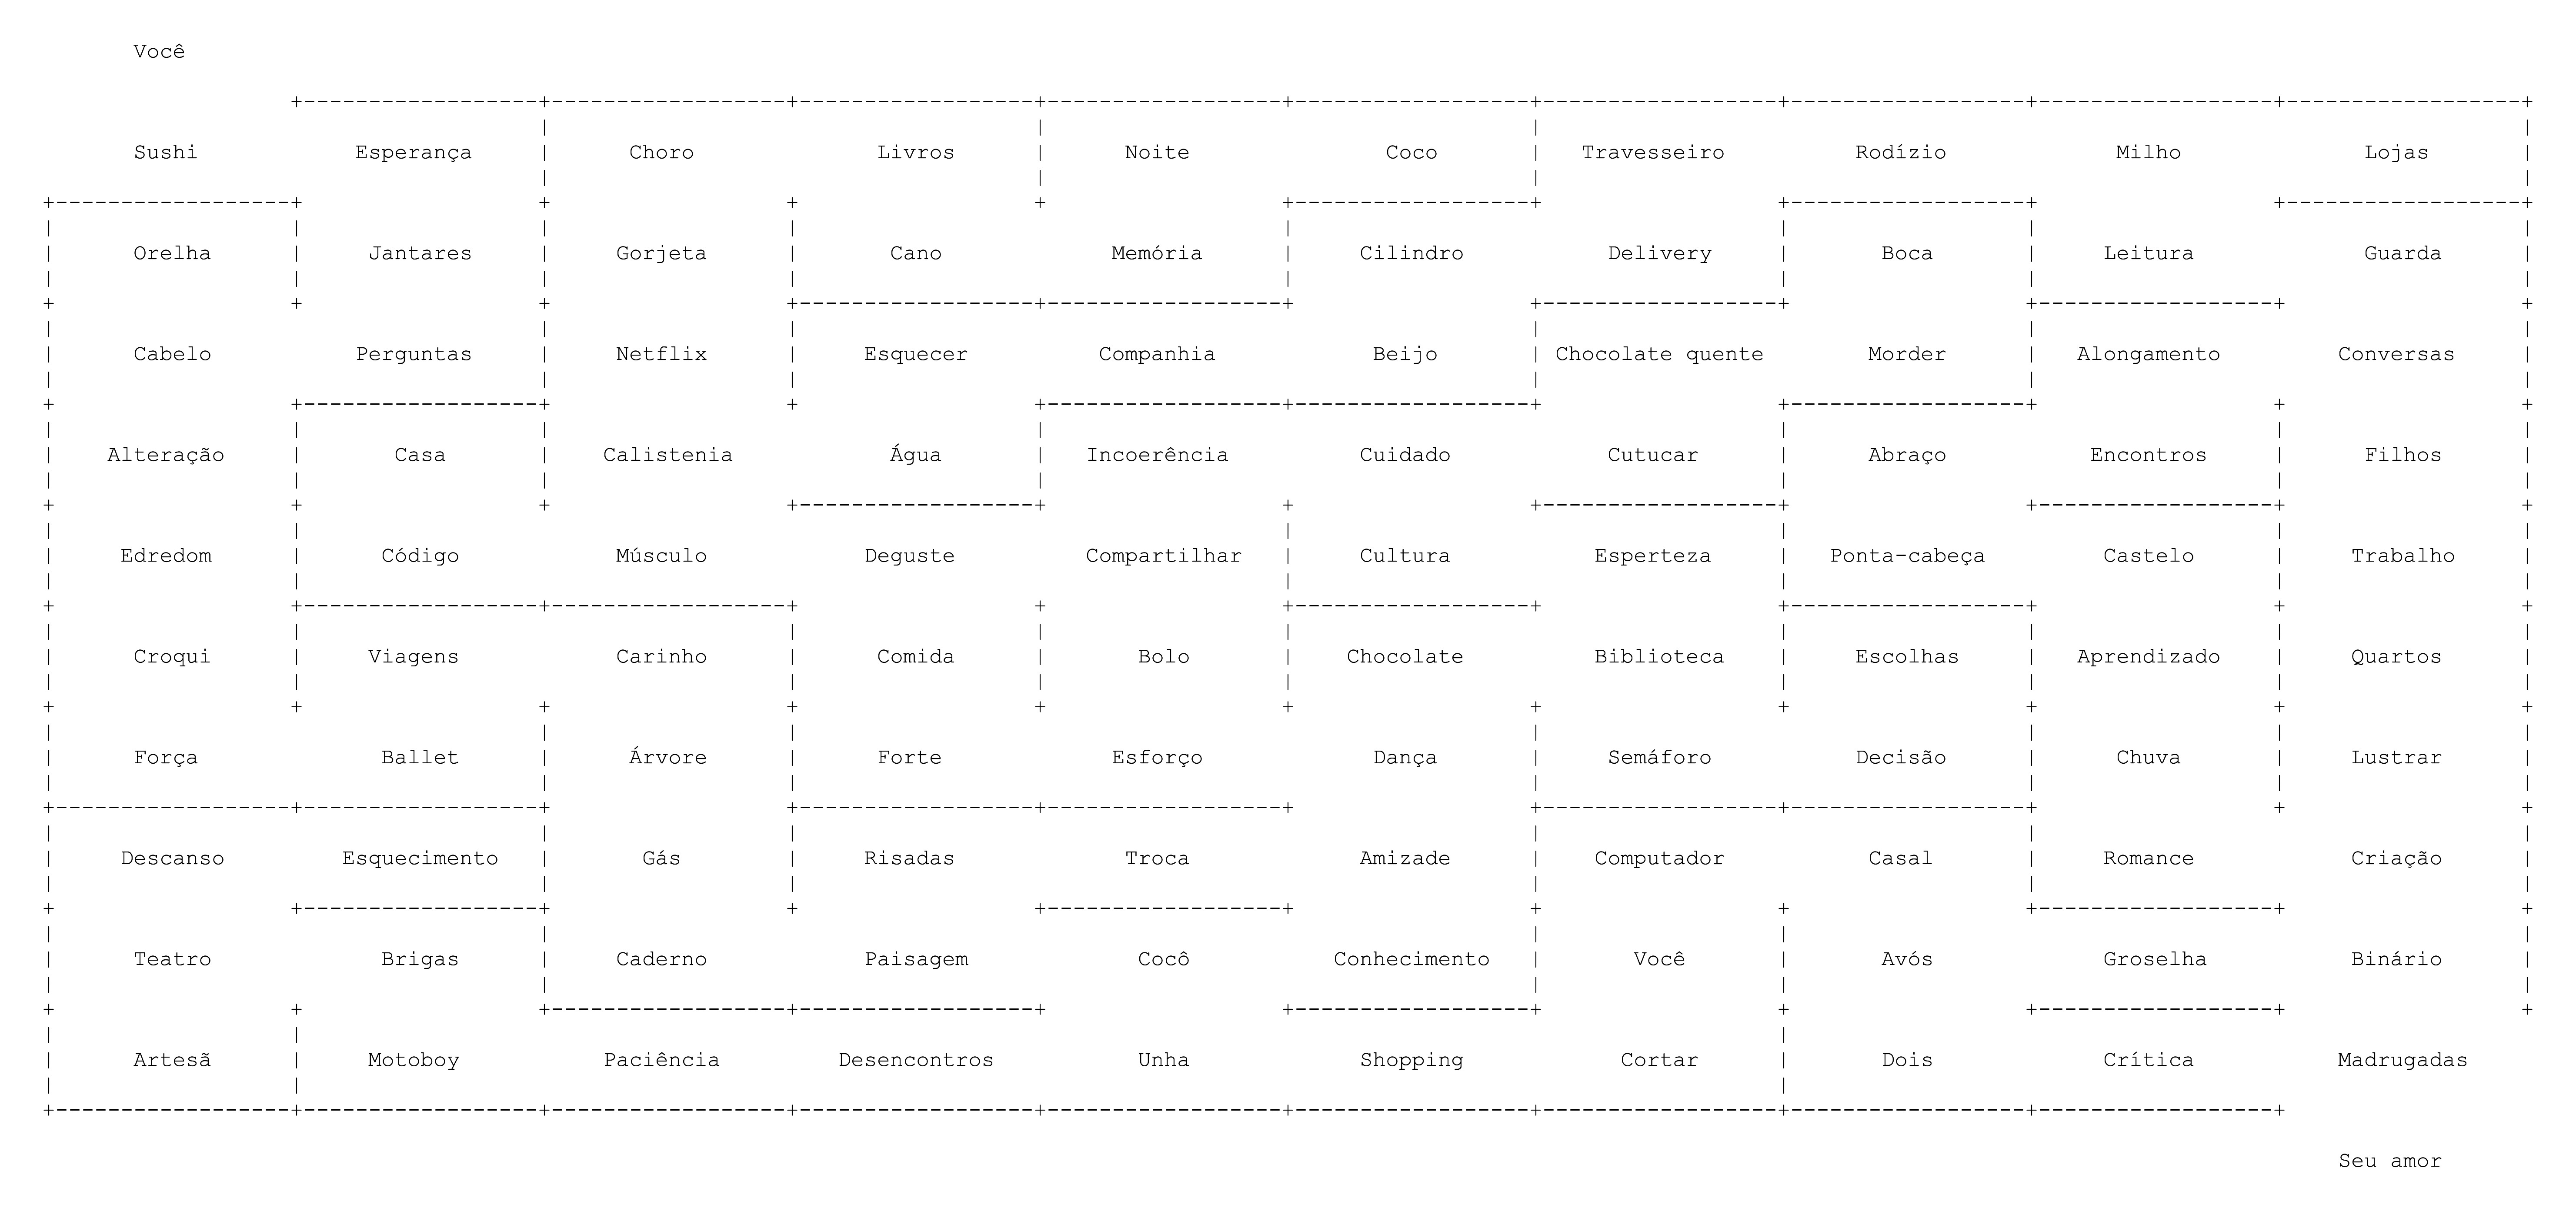 Você
Sushi Esperança Choro Livros Noite Coco Travesseiro Rodízio Milho Lojas
Orelha Jantares Gorjeta Cano Memória Cilindro Delivery Boca Leitura Guarda
Cabelo Perguntas Netflix Esquecer Companhia Beijo Chocolate quente Morder Alongamento Conversas
Alteração Casa Calistenia Água Incoerência Cuidado Cutucar Abraço Encontros Filhos
Edredom Código Músculo Deguste Compartilhar Cultura Esperteza Ponta-cabeça Castelo Trabalho
Croqui Viagens Carinho Comida Bolo Chocolate Biblioteca Escolhas Aprendizado Quartos
Força Ballet Árvore Forte Esforço Dança Semáforo Decisão Chuva Lustrar
Descanso Esquecimento Gás Risadas Troca Amizade Computador Casal Romance Criação
Teatro Brigas Caderno Paisagem Cocô Conhecimento Você Avós Groselha Binário
Artesã Motoboy Paciência Desencontros Unha Shopping Cortar Dois Crítica Madrugadas
Seu amor